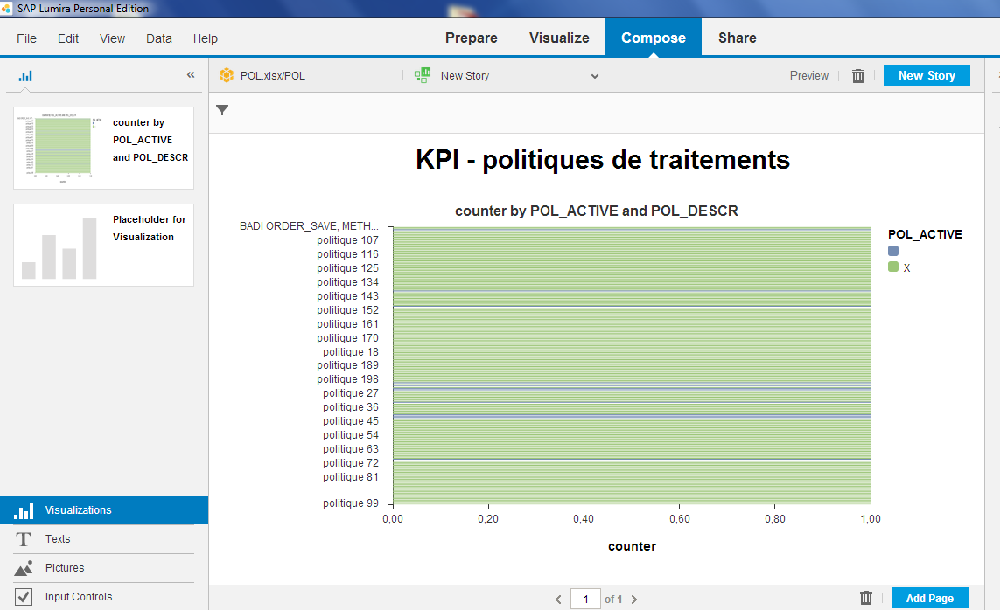 SAP Lumira Personal Edition
File Edit View Data Help Prepare Visualize Compose Share
« POL.xlsx/POL New Story Preview New Story
counter by
POL_ACTIVE
and POL_DESCR
Placeholder for
Visualization
KPI - politiques de traitements
counter by POL_ACTIVE and POL_DESCR
BADI ORDER_SAVE, METH...
politique 107
politique 116
politique 125
politique 134
politique 143
politique 152
politique 161
politique 170
politique 18
politique 189
politique 198
politique 27
politique 36
politique 45
politique 54
politique 63
politique 72
politique 81
politique 99
0,00 0,20 0,40 0,60 0,80 1,00
counter
POL_ACTIVE
X
Visualizations
Texts
Pictures
Input Controls
1 of 1 Add Page